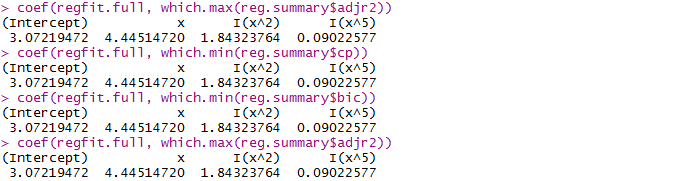 > coef(regfit.full, which.max(reg.summary$adjr2))
(Intercept)           x      I(x^2)      I(x^5)
 3.07219472  4.44514720  1.84323764  0.09022577
> coef(regfit.full, which.min(reg.summary$cp))
(Intercept)           x      I(x^2)      I(x^5)
 3.07219472  4.44514720  1.84323764  0.09022577
> coef(regfit.full, which.min(reg.summary$bic))
(Intercept)           x      I(x^2)      I(x^5)
 3.07219472  4.44514720  1.84323764  0.09022577
> coef(regfit.full, which.max(reg.summary$adjr2))
(Intercept)           x      I(x^2)      I(x^5)
 3.07219472  4.44514720  1.84323764  0.09022577